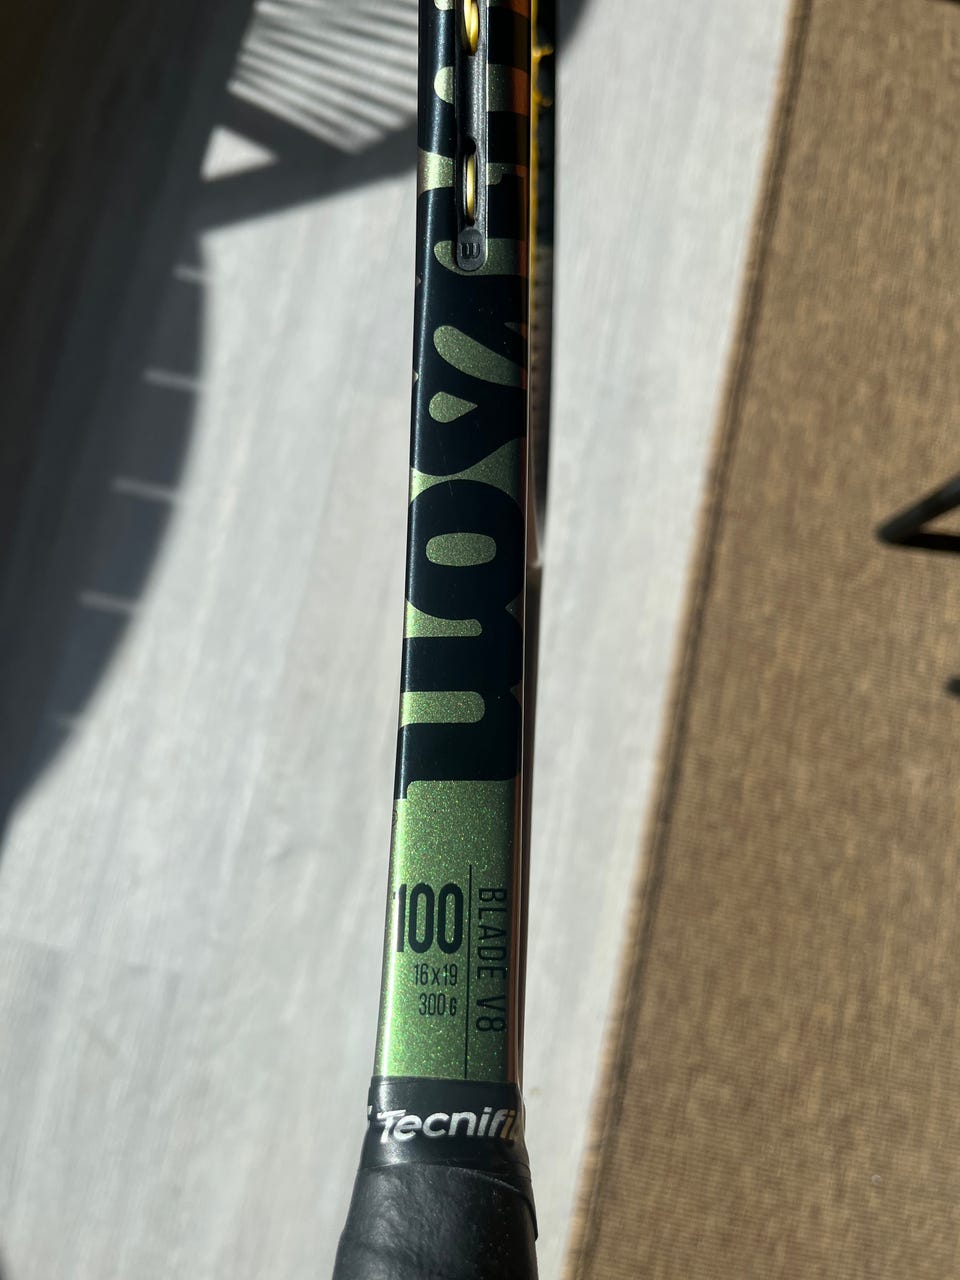 Wilson
100
16x19
300 G
BLADE V8
Tecnifi